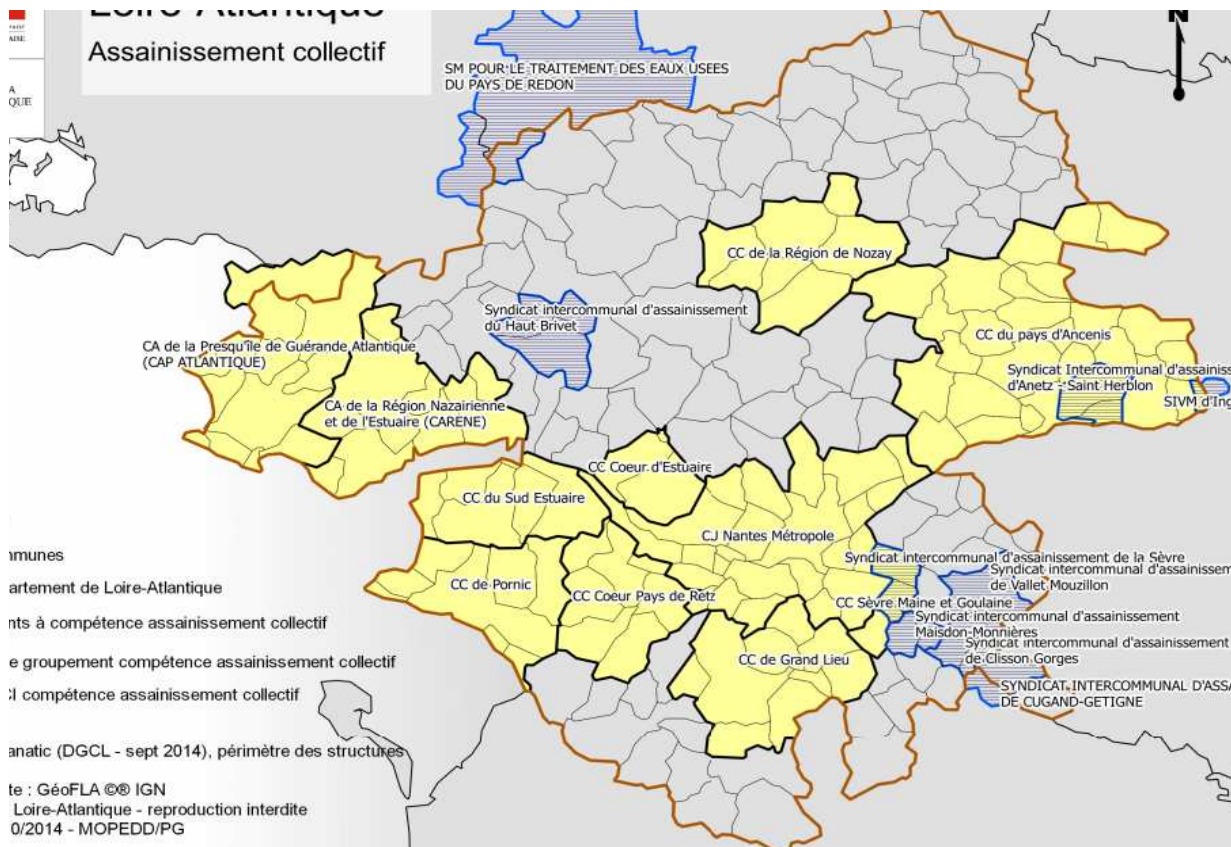 Loire-Atlantique
Assainissement collectif
N
SM POUR LE TRAITEMENT DES EAUX USEES
DU PAYS DE REDON
CC de la Région de Nozay
Syndicat intercommunal d'assainissement
du Haut Brivet
CA de la Presqu'île de Guérande Atlantique
(CAP ATLANTIQUE)
CC du pays d'Ancenis
Syndicat Intercommunal d'assainiss
d'Anetz - Saint Herblon
SIVM d'Ing
CA de la Région Nazairienne
et de l'Estuaire (CARENE)
CC Coeur d'Estuaire
CC du Sud Estuaire
CJ Nantes Métropole
Syndicat intercommunal d'assainissement de la Sèvre
Syndicat intercommunal d'assainissem
de Vallet Mouzillon
CC de Pornic
CC Coeur Pays de Retz
CC Sèvre Maine et Goulaine
Syndicat intercommunal d'assainissement
Maisdon-Monnières
Syndicat intercommunal d'assainissement
de Clisson Gorges
CC de Grand Lieu
SYNDICAT INTERCOMMUNAL D'ASSA
DE CUGAND-GETIGNE
mmunes
artement de Loire-Atlantique
nts à compétence assainissement collectif
e groupement compétence assainissement collectif
CI compétence assainissement collectif
anatic (DGCL - sept 2014), périmètre des structures
te : GéoFLA ©® IGN
Loire-Atlantique - reproduction interdite
0/2014 - MOPEDD/PG